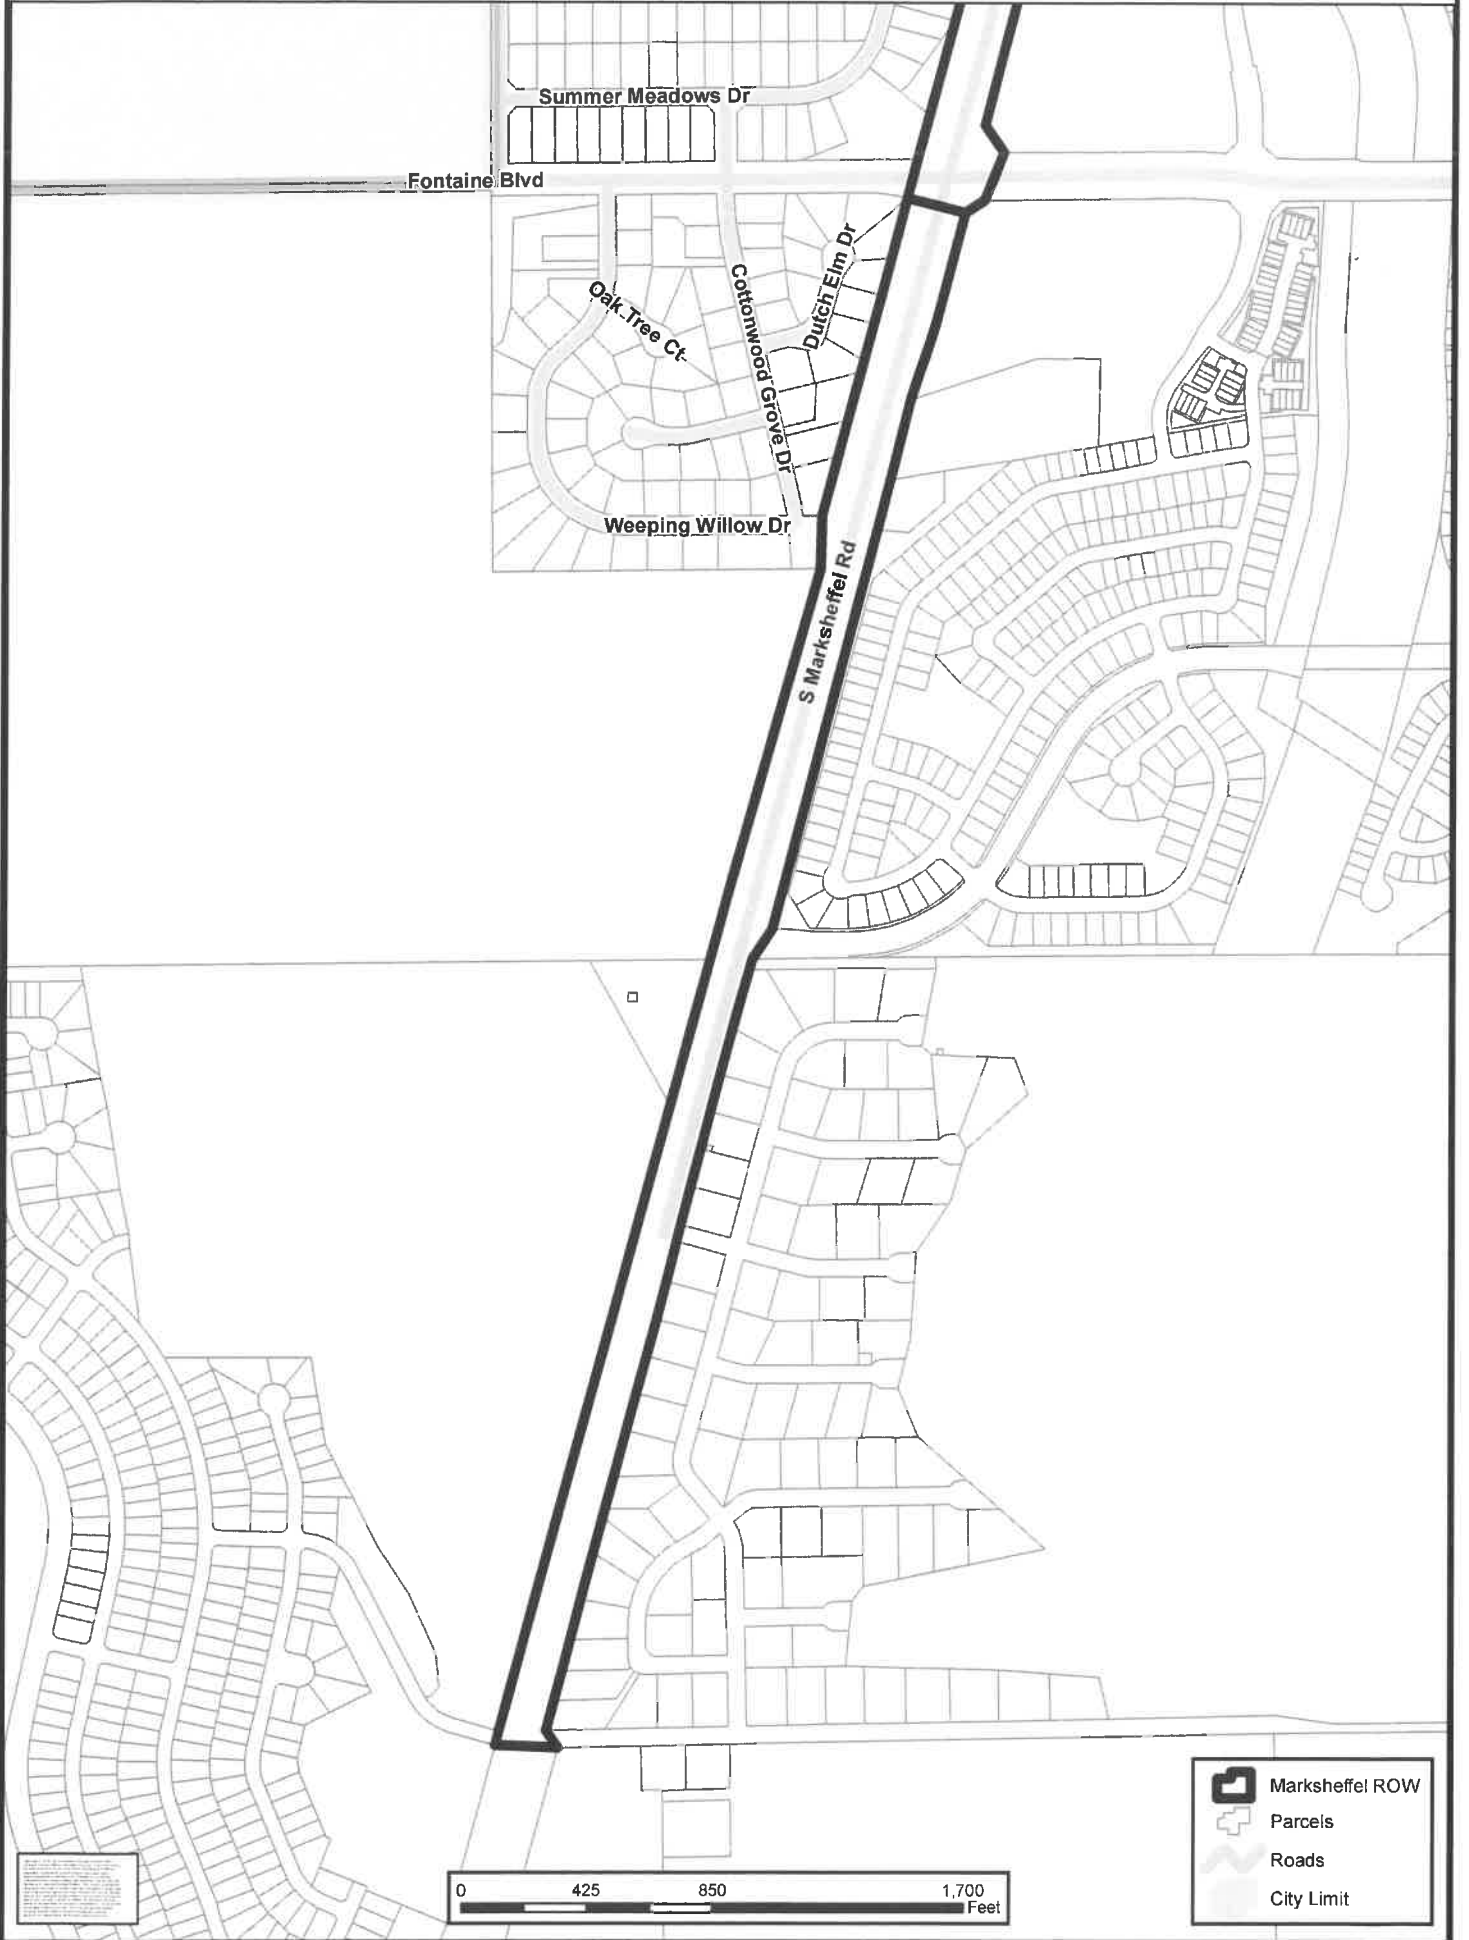 Summer Meadows Dr
Fontaine Blvd
Oak Tree Ct
Cottonwood Grove Dr
Dutch Elm Dr
Weeping Willow Dr
S Marksheffel Rd
Marksheffel ROW
Parcels
Roads
City Limit
0 425 850 1,700
Feet